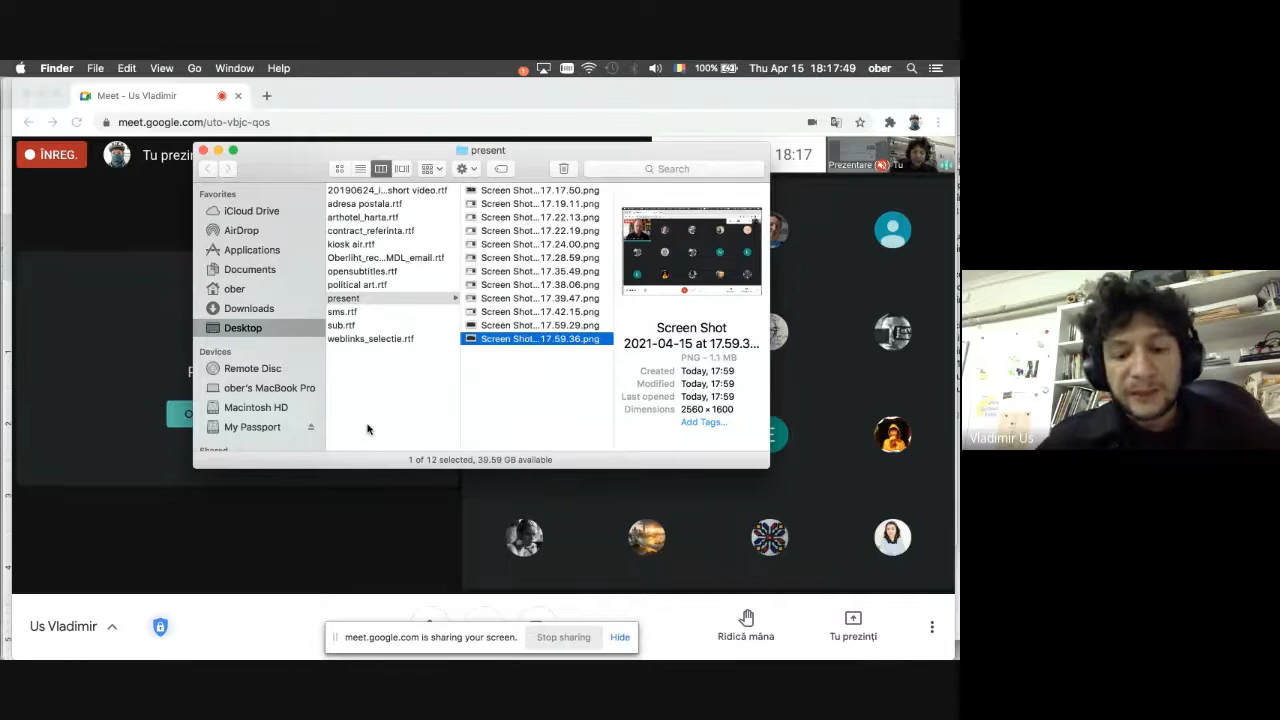 Finder File Edit View Go Window Help 1 100% Thu Apr 15 18:17:49 ober
Meet - Us Vladimir
meet.google.com/uto-vbjc-qos
ÎNREG. Tu prezin
present
18:17
Prezentare Tu
Search
Favorites
iCloud Drive
AirDrop
Applications
Documents
ober
Downloads
Desktop
Devices
Remote Disc
ober's MacBook Pro
Macintosh HD
My Passport
Shared
20190624_i...short video.rtf
adresa postala.rtf
arthotel_harta.rtf
contract_referinta.rtf
kiosk air.rtf
Oberliht_rec...MDL_email.rtf
opensubtitles.rtf
political art.rtf
present
sms.rtf
sub.rtf
weblinks_selectie.rtf
Screen Shot...17.17.50.png
Screen Shot...17.19.11.png
Screen Shot...17.22.13.png
Screen Shot...17.22.19.png
Screen Shot...17.24.00.png
Screen Shot...17.28.59.png
Screen Shot...17.35.49.png
Screen Shot...17.38.06.png
Screen Shot...17.39.47.png
Screen Shot...17.42.15.png
Screen Shot...17.59.29.png
Screen Shot...17.59.36.png
Screen Shot
2021-04-15 at 17.59.3...
PNG - 1.1 MB
Created Today, 17:59
Modified Today, 17:59
Last opened Today, 17:59
Dimensions 2560 × 1600
Add Tags...
1 of 12 selected, 39.59 GB available
E
Vladimir Us
Us Vladimir
meet.google.com is sharing your screen. Stop sharing Hide
Ridică mâna
Tu prezinți
1
2
3
4
5